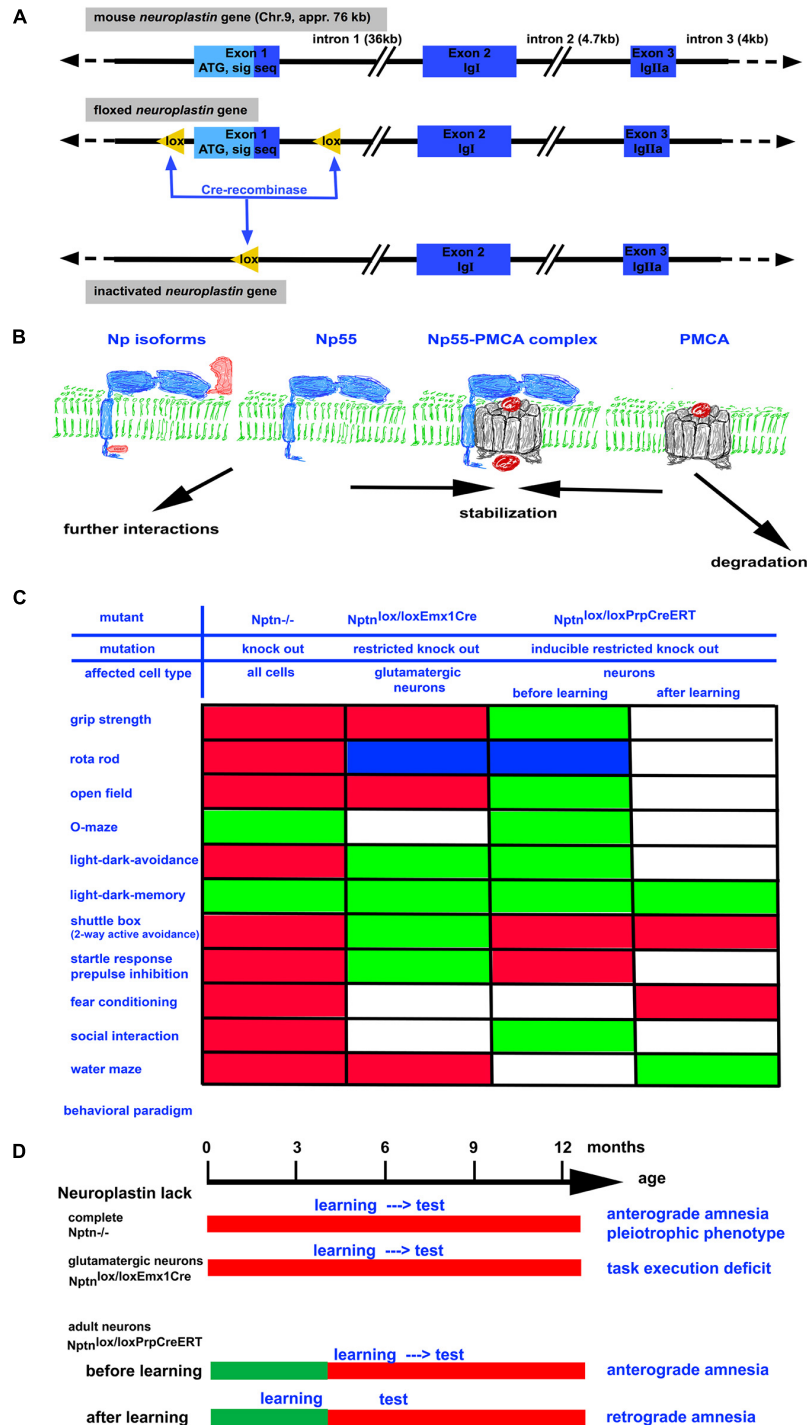 A
mouse neuroplastin gene (Chr.9, appr. 76 kb)
intron 1 (36kb)
intron 2 (4.7kb)
intron 3 (4kb)
Exon 1
ATG, sig seq
Exon 2
IgI
Exon 3
IgIIa
floxed neuroplastin gene
lox
Exon 1
ATG, sig seq
lox
Exon 2
IgI
Exon 3
IgIIa
Cre-recombinase
lox
Exon 2
IgI
Exon 3
IgIIa
inactivated neuroplastin gene
B
Np isoforms
Np55
Np55-PMCA complex
PMCA
further interactions
stabilization
degradation
C
mutant
Nptn-/-
Nptnlox/loxEmx1Cre
Nptnlox/loxPrpCreERT
mutation
knock out
restricted knock out
inducible restricted knock out
affected cell type
all cells
glutamatergic
neurons
neurons
before learning
after learning
grip strength
rota rod
open field
O-maze
light-dark-avoidance
light-dark-memory
shuttle box
(2-way active avoidance)
startle response
prepulse inhibition
fear conditioning
social interaction
water maze
behavioral paradigm
D
0 3 6 9 12 months
age
Neuroplastin lack
learning ---> test
complete
Nptn-/-
anterograde amnesia
pleiotrophic phenotype
learning ---> test
glutamatergic neurons
Nptnlox/loxEmx1Cre
task execution deficit
adult neurons
Nptnlox/loxPrpCreERT
learning ---> test
before learning
anterograde amnesia
learning test
after learning
retrograde amnesia